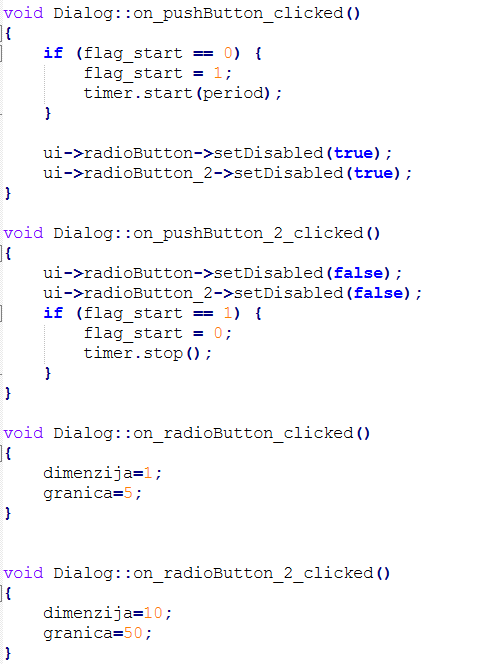 void Dialog::on_pushButton_clicked()
{
    if (flag_start == 0) {
        flag_start = 1;
        timer.start(period);
    }

    ui->radioButton->setDisabled(true);
    ui->radioButton_2->setDisabled(true);
}

void Dialog::on_pushButton_2_clicked()
{
    ui->radioButton->setDisabled(false);
    ui->radioButton_2->setDisabled(false);
    if (flag_start == 1) {
        flag_start = 0;
        timer.stop();
    }
}

void Dialog::on_radioButton_clicked()
{
    dimenzija=1;
    granica=5;
}


void Dialog::on_radioButton_2_clicked()
{
    dimenzija=10;
    granica=50;
}